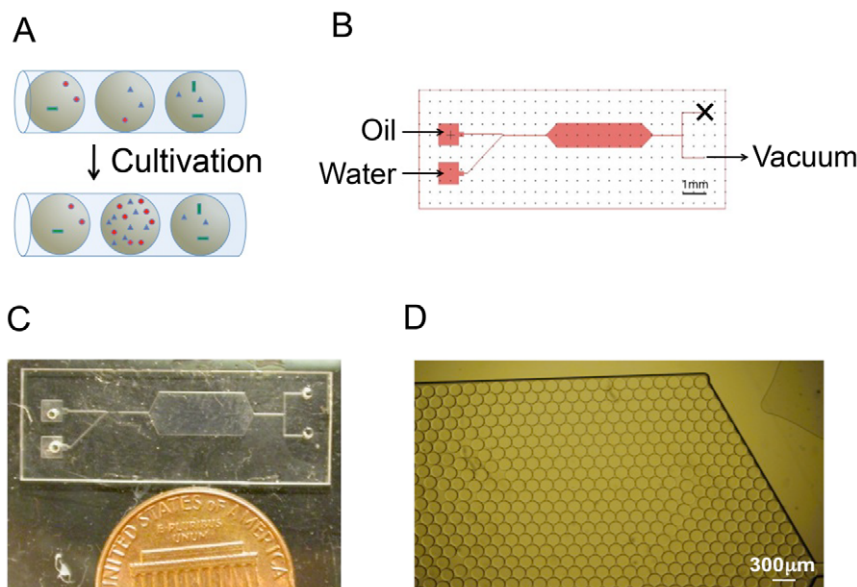 A
Cultivation
B
Oil
Water
Vacuum
1mm
C
UNITED STATES OF AMERICA
E·PLURIBUS
UNUM
D
300μm